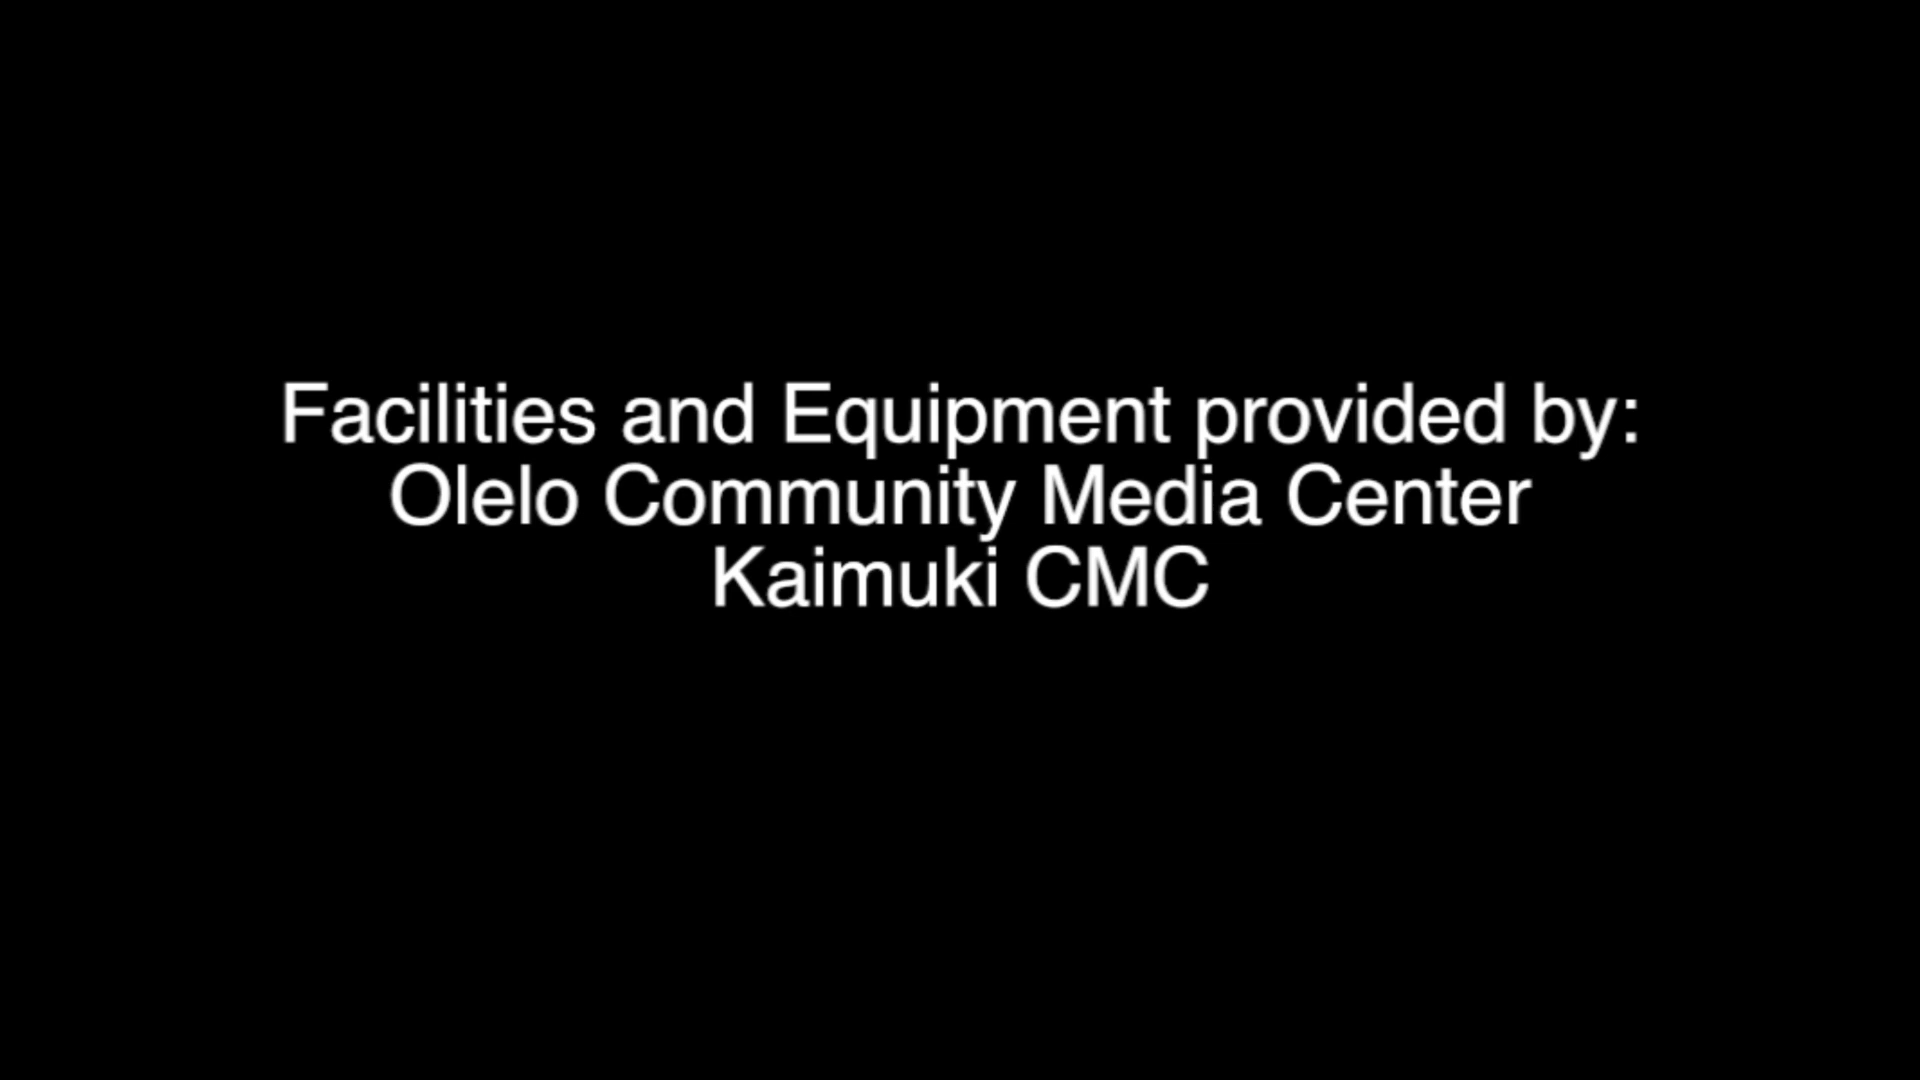 Facilities and Equipment provided by:
Olelo Community Media Center
Kaimuki CMC